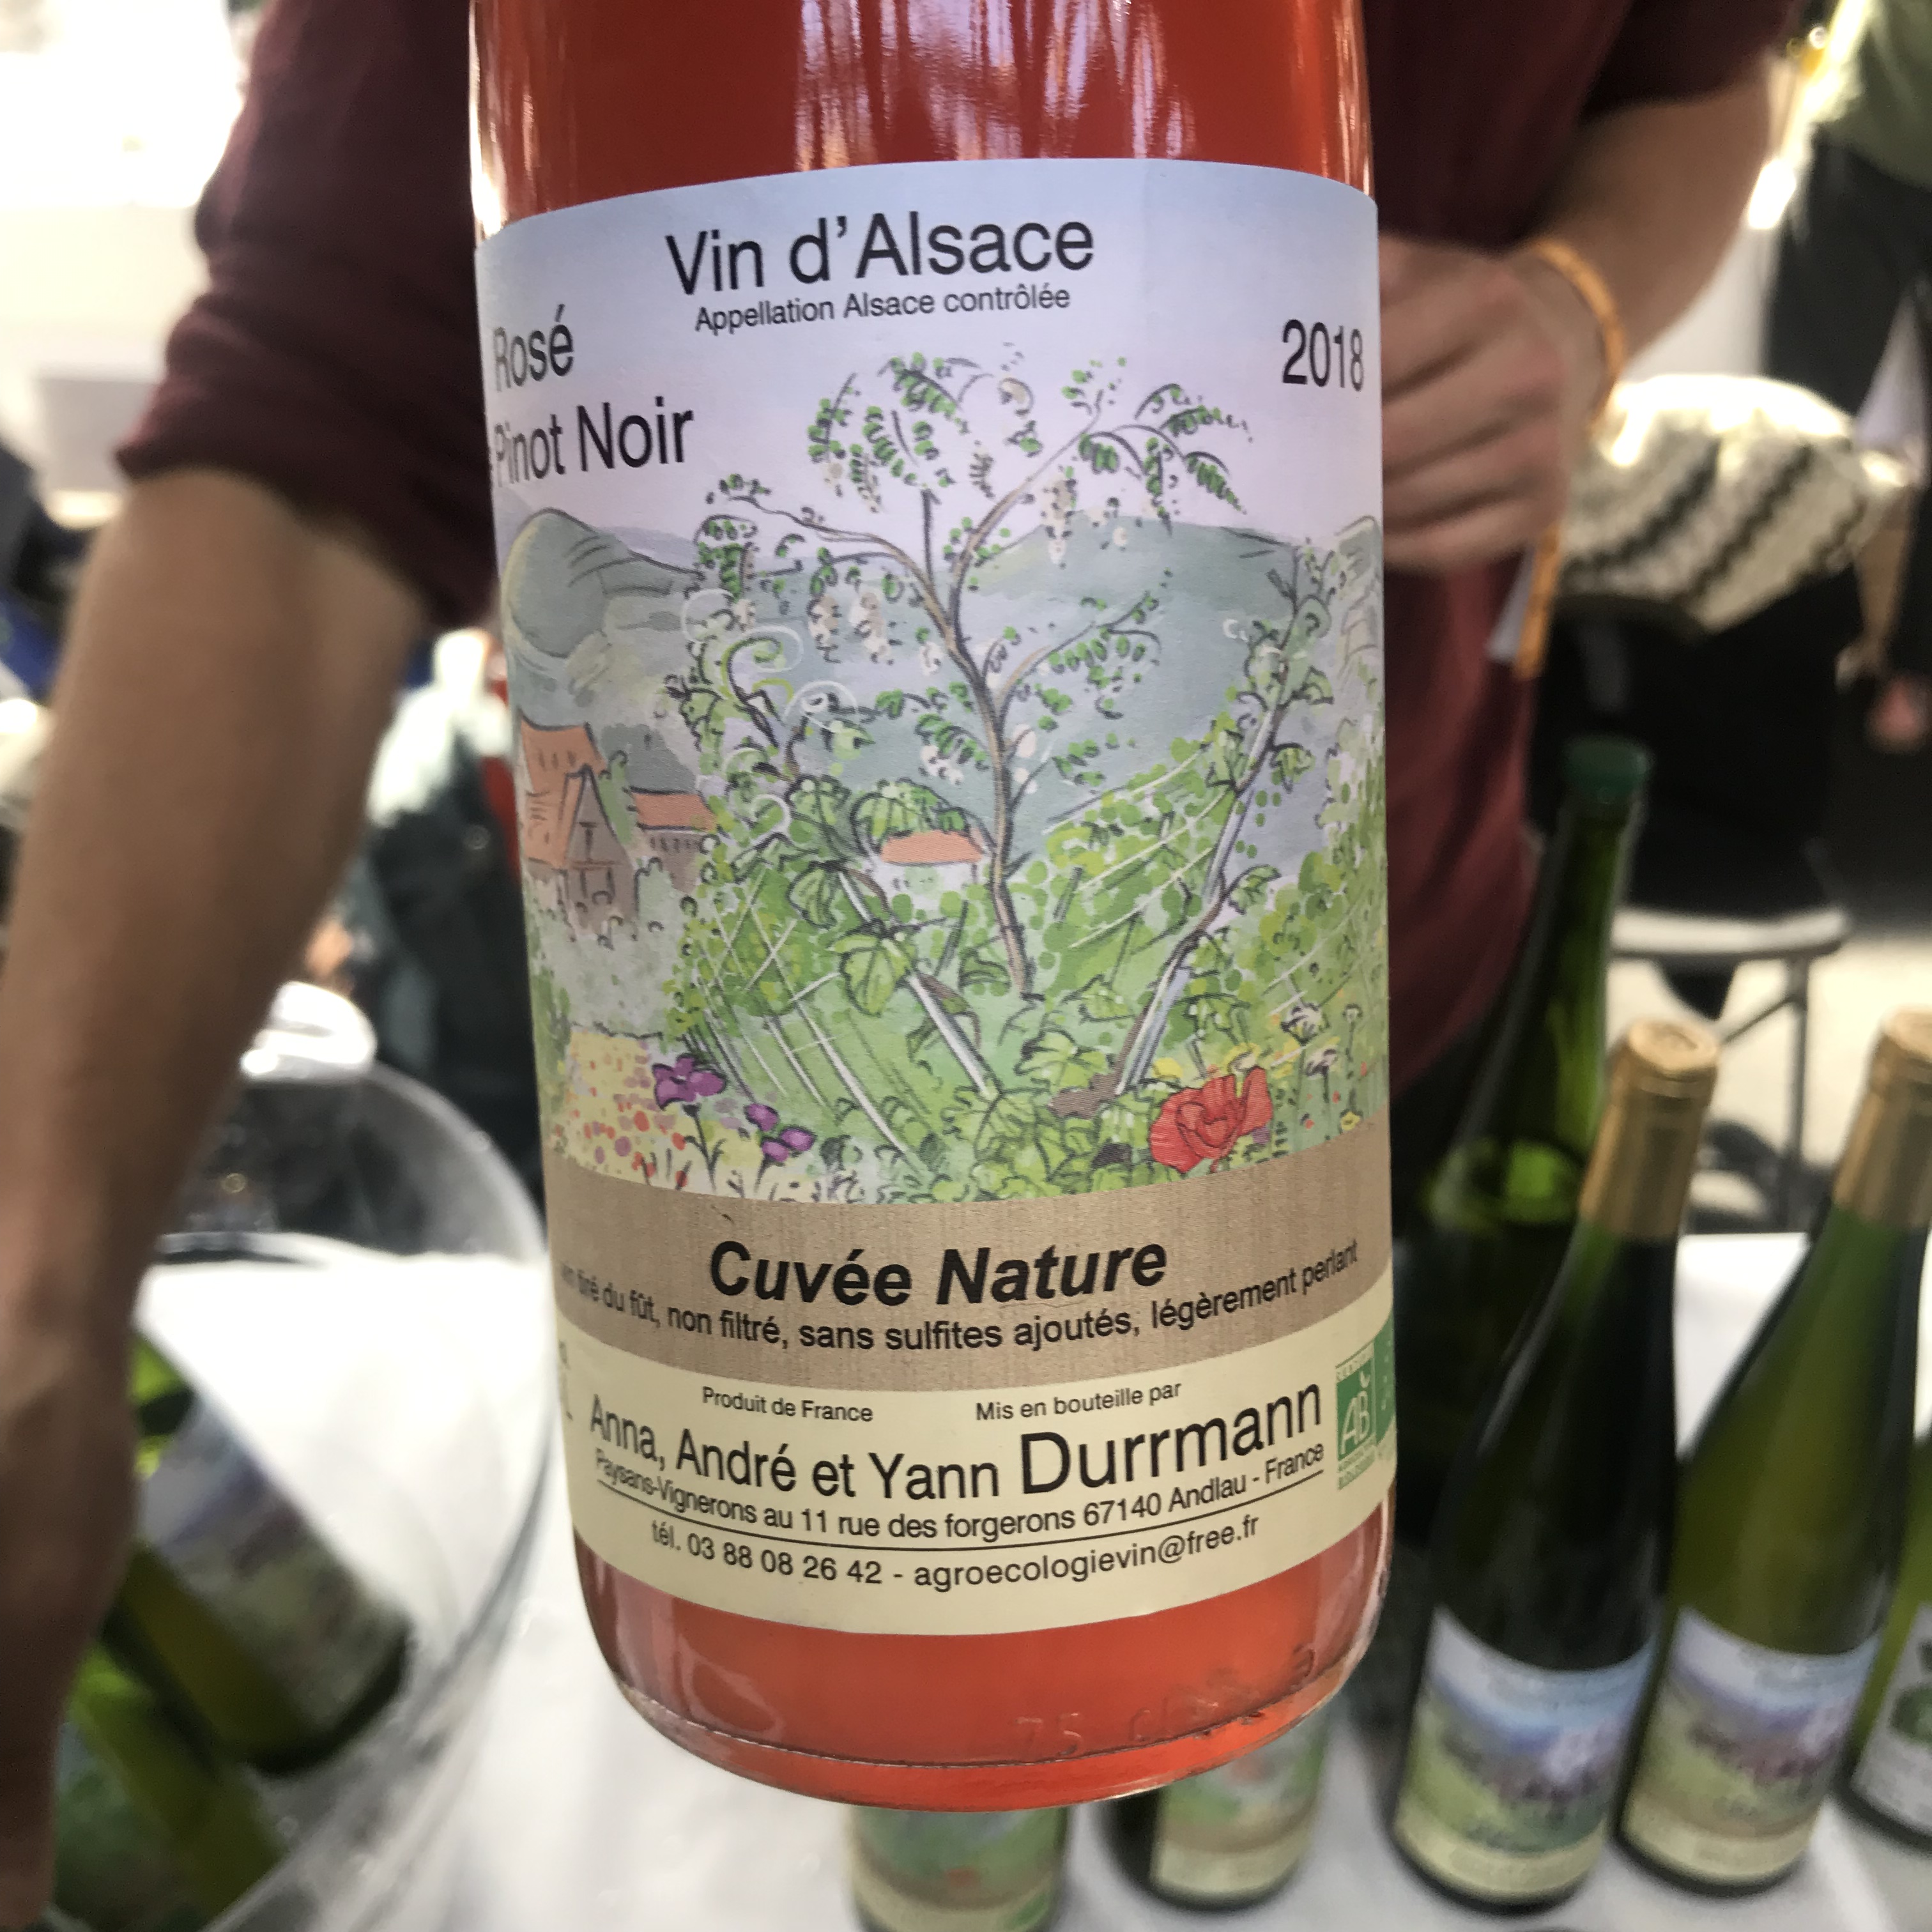 Vin d'Alsace
Appellation Alsace contrôlée
Rosé
2018
Pinot Noir
Cuvée Nature
tiré du fût, non filtré, sans sulfites ajoutés, légèrement perlant
Produit de France
Mis en bouteille par
Anna, André et Yann Durrmann
Paysans-Vignerons au 11 rue des forgerons 67140 Andlau - France
tél. 03 88 08 26 42 - agroecologievin@free.fr
AB
75 cl